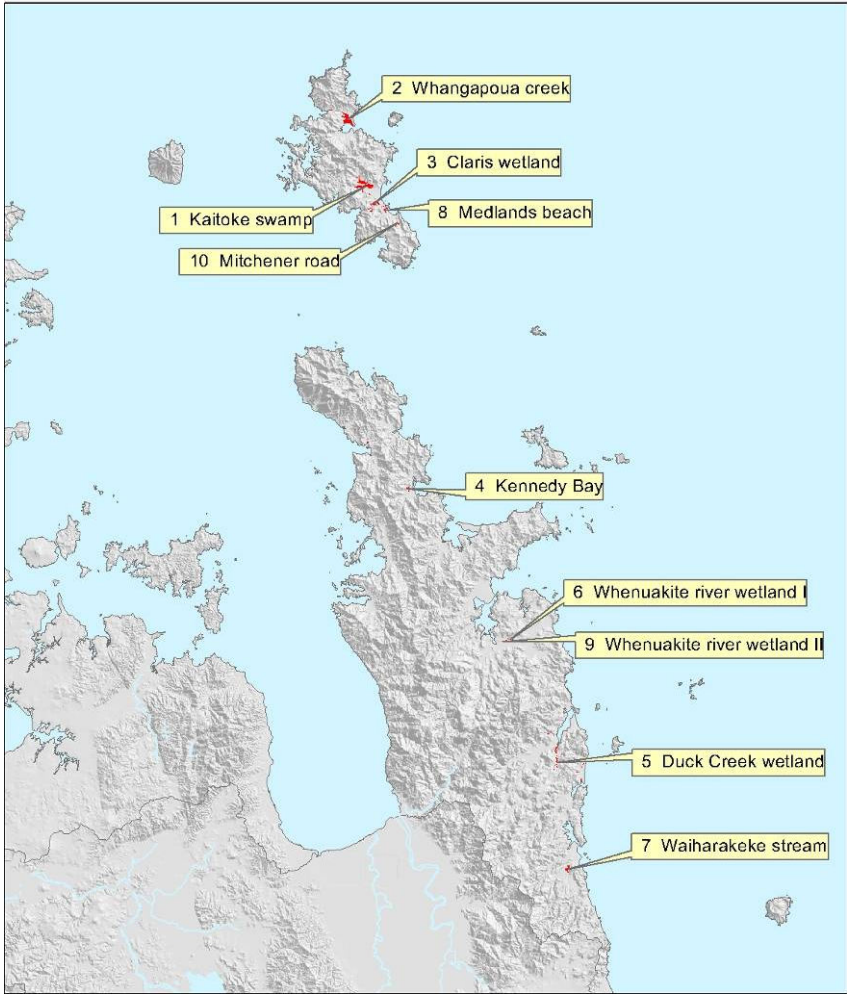 2 Whangapoua creek
3 Claris wetland
1 Kaitoke swamp
8 Medlands beach
10 Mitchener road
4 Kennedy Bay
6 Whenuakite river wetland I
9 Whenuakite river wetland II
5 Duck Creek wetland
7 Waiharakeke stream